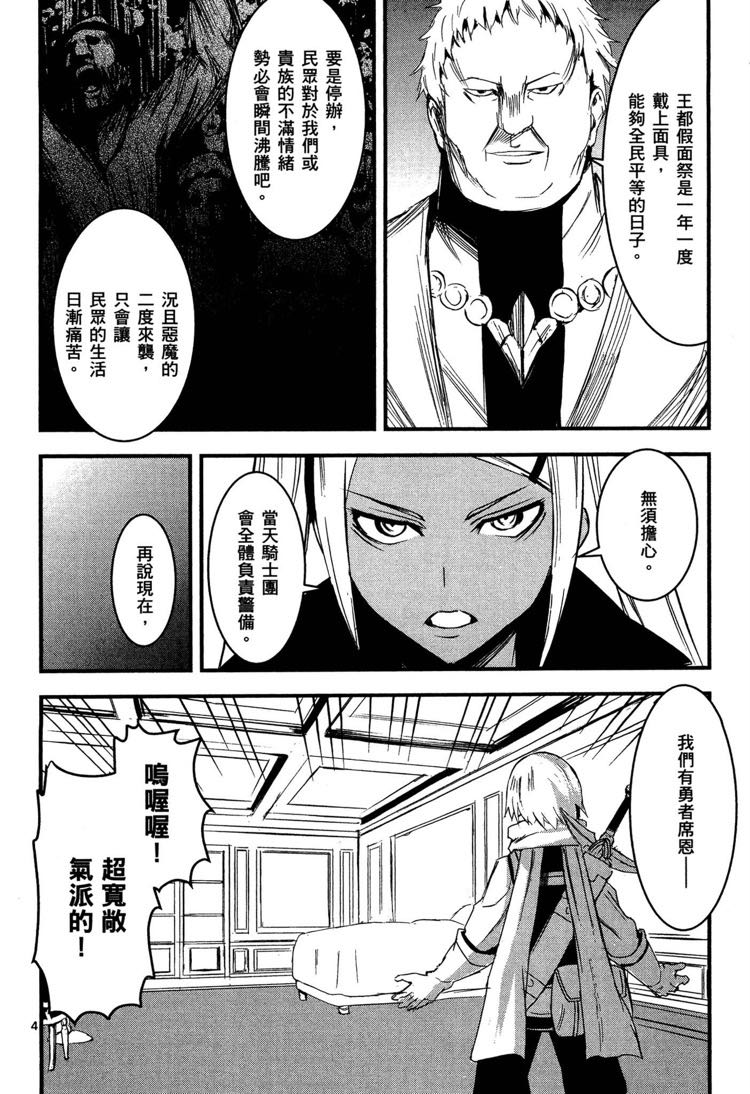 王都假面祭是一年一度
戴上面具，
能夠全民平等的日子。
要是停辦，
民眾對於我們或
貴族的不滿情緒
勢必會瞬間沸騰吧。
況且惡魔的
二度來襲，
只會讓
民眾的生活
日漸痛苦。
無須擔心。
當天騎士團
會全體負責警備。
再說現在，
我們有勇者席恩──
嗚喔喔！
超寬敞
氣派的！
4